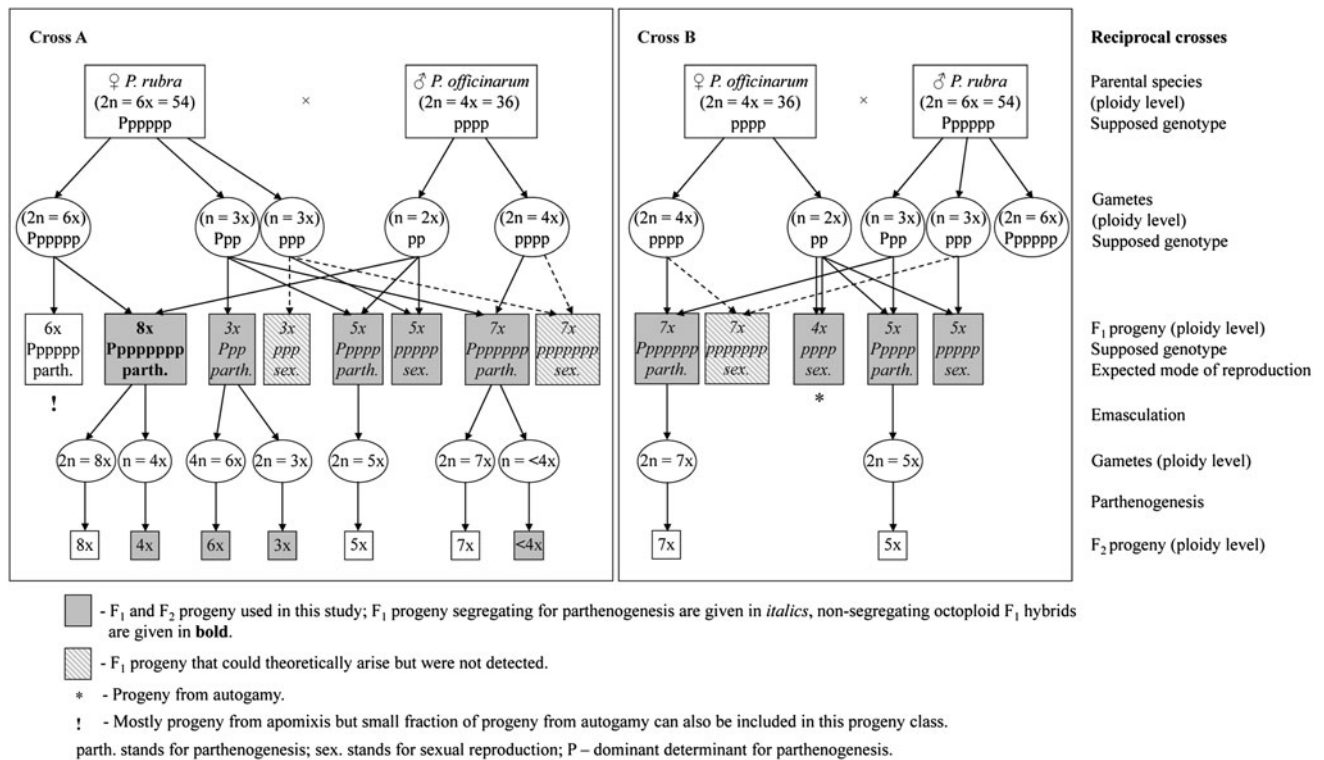 Cross A
♀ P. rubra
(2n = 6x = 54)
Pppppp
×
♂ P. officinarum
(2n = 4x = 36)
pppp
(2n = 6x)
Pppppp
(n = 3x)
Ppp
(n = 3x)
ppp
(n = 2x)
pp
(2n = 4x)
pppp
6x
Pppppp
parth.
!
8x
Pppppppp
parth.
3x
Ppp
parth.
3x
ppp
sex.
5x
Ppppp
parth.
5x
ppppp
sex.
7x
Ppppppp
parth.
7x
ppppppp
sex.
2n = 8x
n = 4x
4n = 6x
2n = 3x
2n = 5x
2n = 7x
n = <4x
8x
4x
6x
3x
5x
7x
<4x
Cross B
♀ P. officinarum
(2n = 4x = 36)
pppp
×
♂ P. rubra
(2n = 6x = 54)
Pppppp
(2n = 4x)
pppp
(n = 2x)
pp
(n = 3x)
Ppp
(n = 3x)
ppp
(2n = 6x)
Pppppp
7x
Ppppppp
parth.
7x
ppppppp
sex.
4x
pppp
sex.
*
5x
Ppppp
parth.
5x
ppppp
sex.
2n = 7x
2n = 5x
7x
5x
Reciprocal crosses
Parental species
(ploidy level)
Supposed genotype
Gametes
(ploidy level)
Supposed genotype
F₁ progeny (ploidy level)
Supposed genotype
Expected mode of reproduction
Emasculation
Gametes (ploidy level)
Parthenogenesis
F₂ progeny (ploidy level)
- F₁ and F₂ progeny used in this study; F₁ progeny segregating for parthenogenesis are given in italics, non-segregating octoploid F₁ hybrids
are given in bold.
- F₁ progeny that could theoretically arise but were not detected.
* - Progeny from autogamy.
! - Mostly progeny from apomixis but small fraction of progeny from autogamy can also be included in this progeny class.
parth. stands for parthenogenesis; sex. stands for sexual reproduction; P – dominant determinant for parthenogenesis.